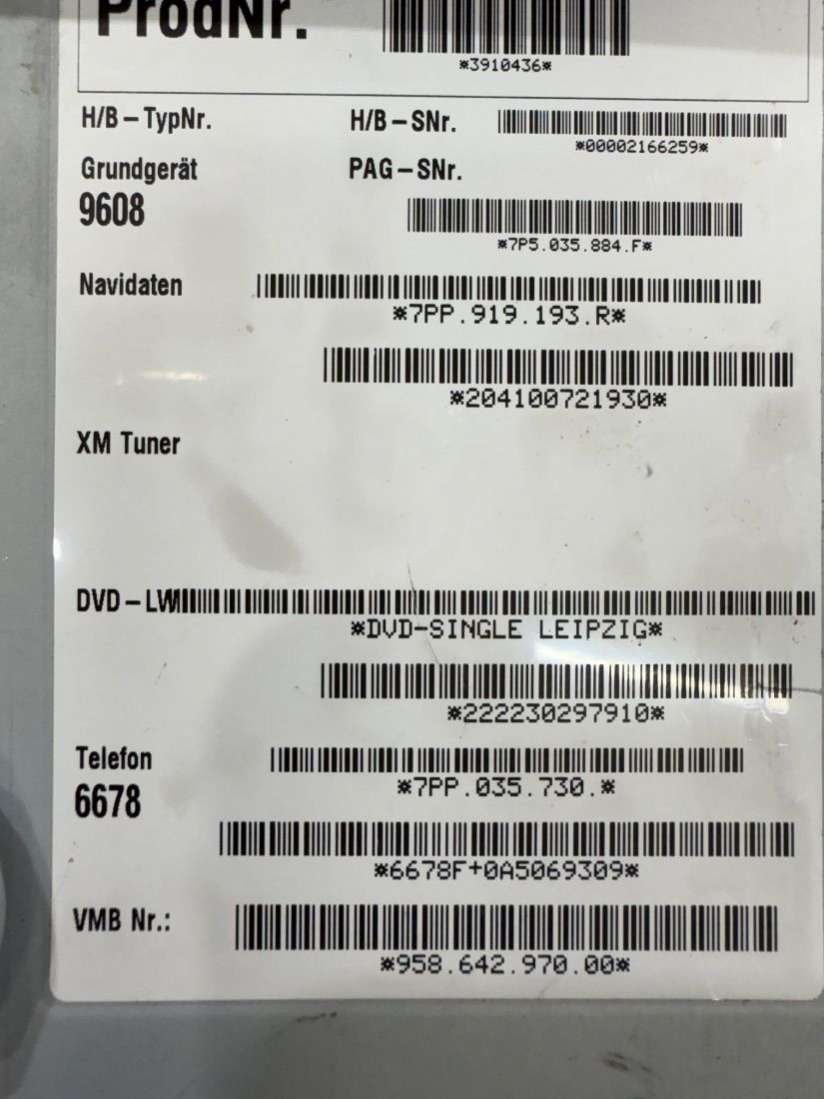 ProdNr.
*3910436*
H/B-TypNr. H/B-SNr.
*00002166259*
Grundgerät PAG-SNr.
9608
*7P5.035.884.F*
Navidaten
*7PP.919.193.R*
*204100721930*
XM Tuner
DVD-LW
*DVD-SINGLE LEIPZIG*
*222230297910*
Telefon
*7PP.035.730.*
6678
*6678F+0A5069309*
VMB Nr.:
*958.642.970.00*